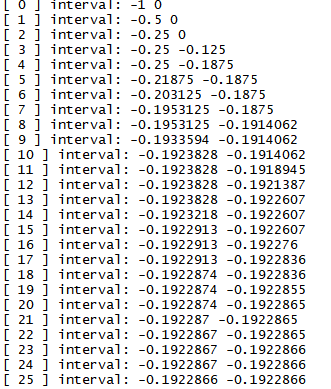 [ 0 ] interval: -1 0
[ 1 ] interval: -0.5 0
[ 2 ] interval: -0.25 0
[ 3 ] interval: -0.25 -0.125
[ 4 ] interval: -0.25 -0.1875
[ 5 ] interval: -0.21875 -0.1875
[ 6 ] interval: -0.203125 -0.1875
[ 7 ] interval: -0.1953125 -0.1875
[ 8 ] interval: -0.1953125 -0.1914062
[ 9 ] interval: -0.1933594 -0.1914062
[ 10 ] interval: -0.1923828 -0.1914062
[ 11 ] interval: -0.1923828 -0.1918945
[ 12 ] interval: -0.1923828 -0.1921387
[ 13 ] interval: -0.1923828 -0.1922607
[ 14 ] interval: -0.1923218 -0.1922607
[ 15 ] interval: -0.1922913 -0.1922607
[ 16 ] interval: -0.1922913 -0.192276
[ 17 ] interval: -0.1922913 -0.1922836
[ 18 ] interval: -0.1922874 -0.1922836
[ 19 ] interval: -0.1922874 -0.1922855
[ 20 ] interval: -0.1922874 -0.1922865
[ 21 ] interval: -0.192287 -0.1922865
[ 22 ] interval: -0.1922867 -0.1922865
[ 23 ] interval: -0.1922867 -0.1922866
[ 24 ] interval: -0.1922867 -0.1922866
[ 25 ] interval: -0.1922866 -0.1922866